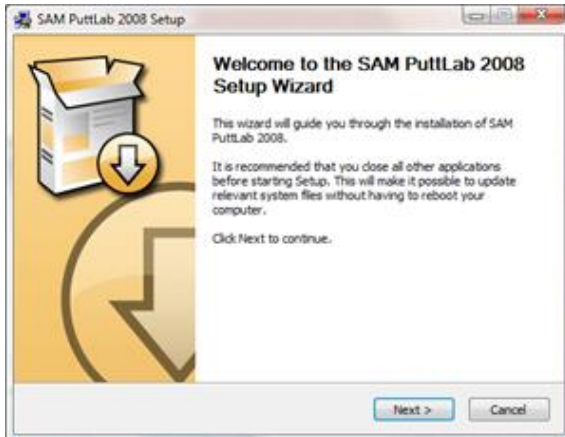 SAM PuttLab 2008 Setup
Welcome to the SAM PuttLab 2008
Setup Wizard
This wizard will guide you through the installation of SAM
PuttLab 2008.
It is recommended that you close all other applications
before starting Setup. This will make it possible to update
relevant system files without having to reboot your
computer.
Click Next to continue.
Next >
Cancel